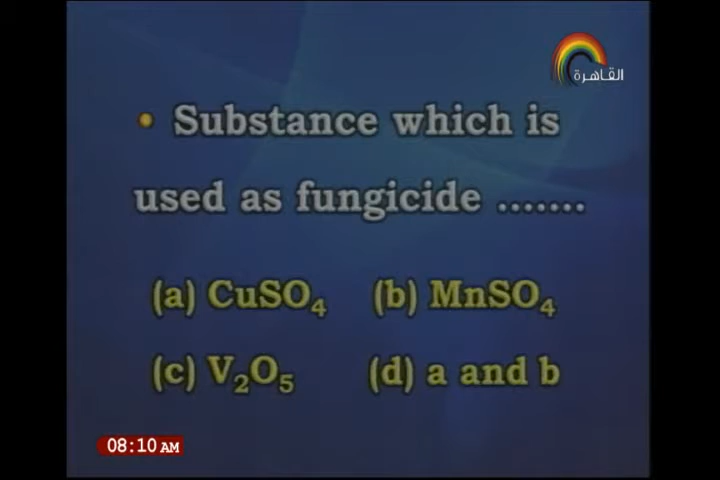 القاهرة
• Substance which is
used as fungicide .......
(a) CuSO₄ (b) MnSO₄
(c) V₂O₅ (d) a and b
08:10 AM